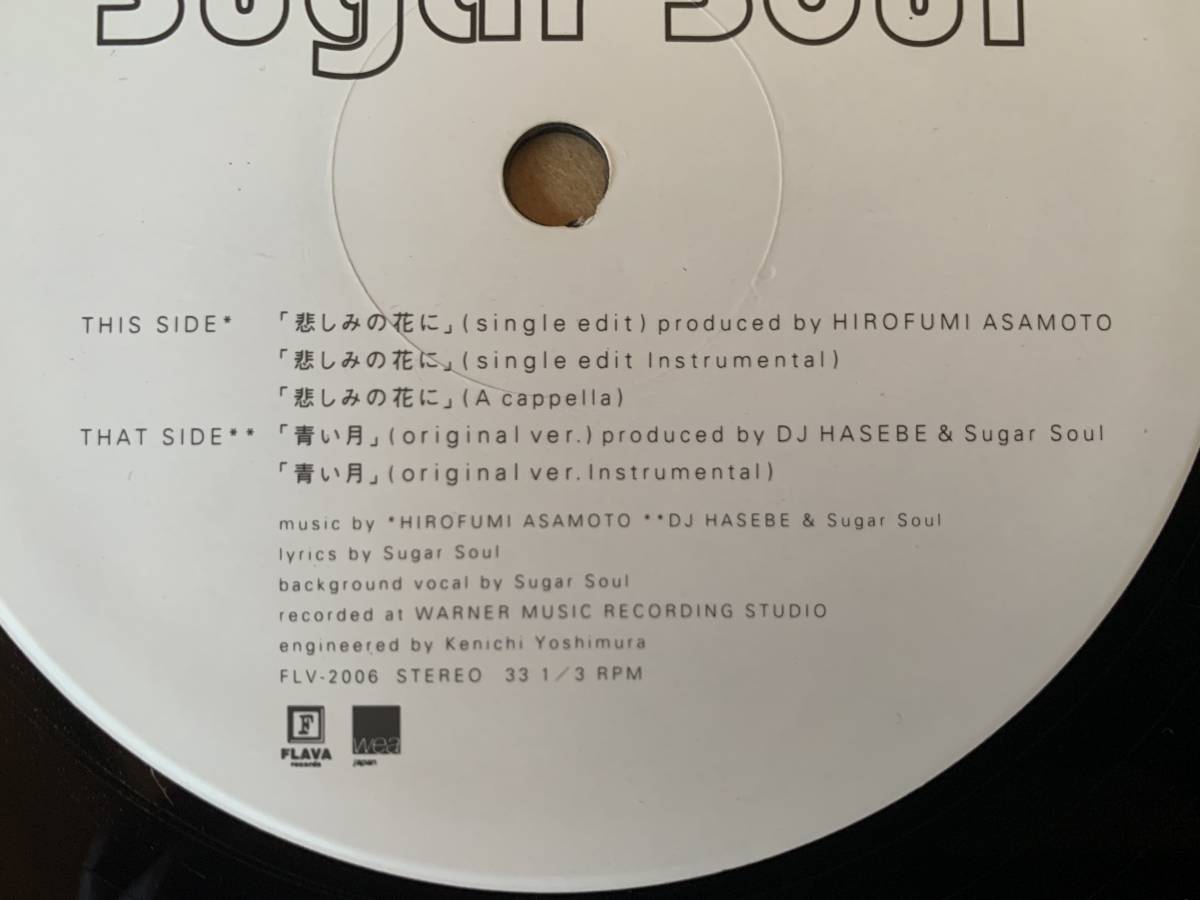 Sugar Soul
THIS SIDE* 「悲しみの花に」(single edit) produced by HIROFUMI ASAMOTO
「悲しみの花に」(single edit Instrumental)
「悲しみの花に」(A cappella)
THAT SIDE** 「青い月」(original ver.) produced by DJ HASEBE & Sugar Soul
「青い月」(original ver. Instrumental)
music by *HIROFUMI ASAMOTO **DJ HASEBE & Sugar Soul
lyrics by Sugar Soul
background vocal by Sugar Soul
recorded at WARNER MUSIC RECORDING STUDIO
engineered by Kenichi Yoshimura
FLV-2006 STEREO 33 1/3 RPM
F
FLAVA
records
wea
japan